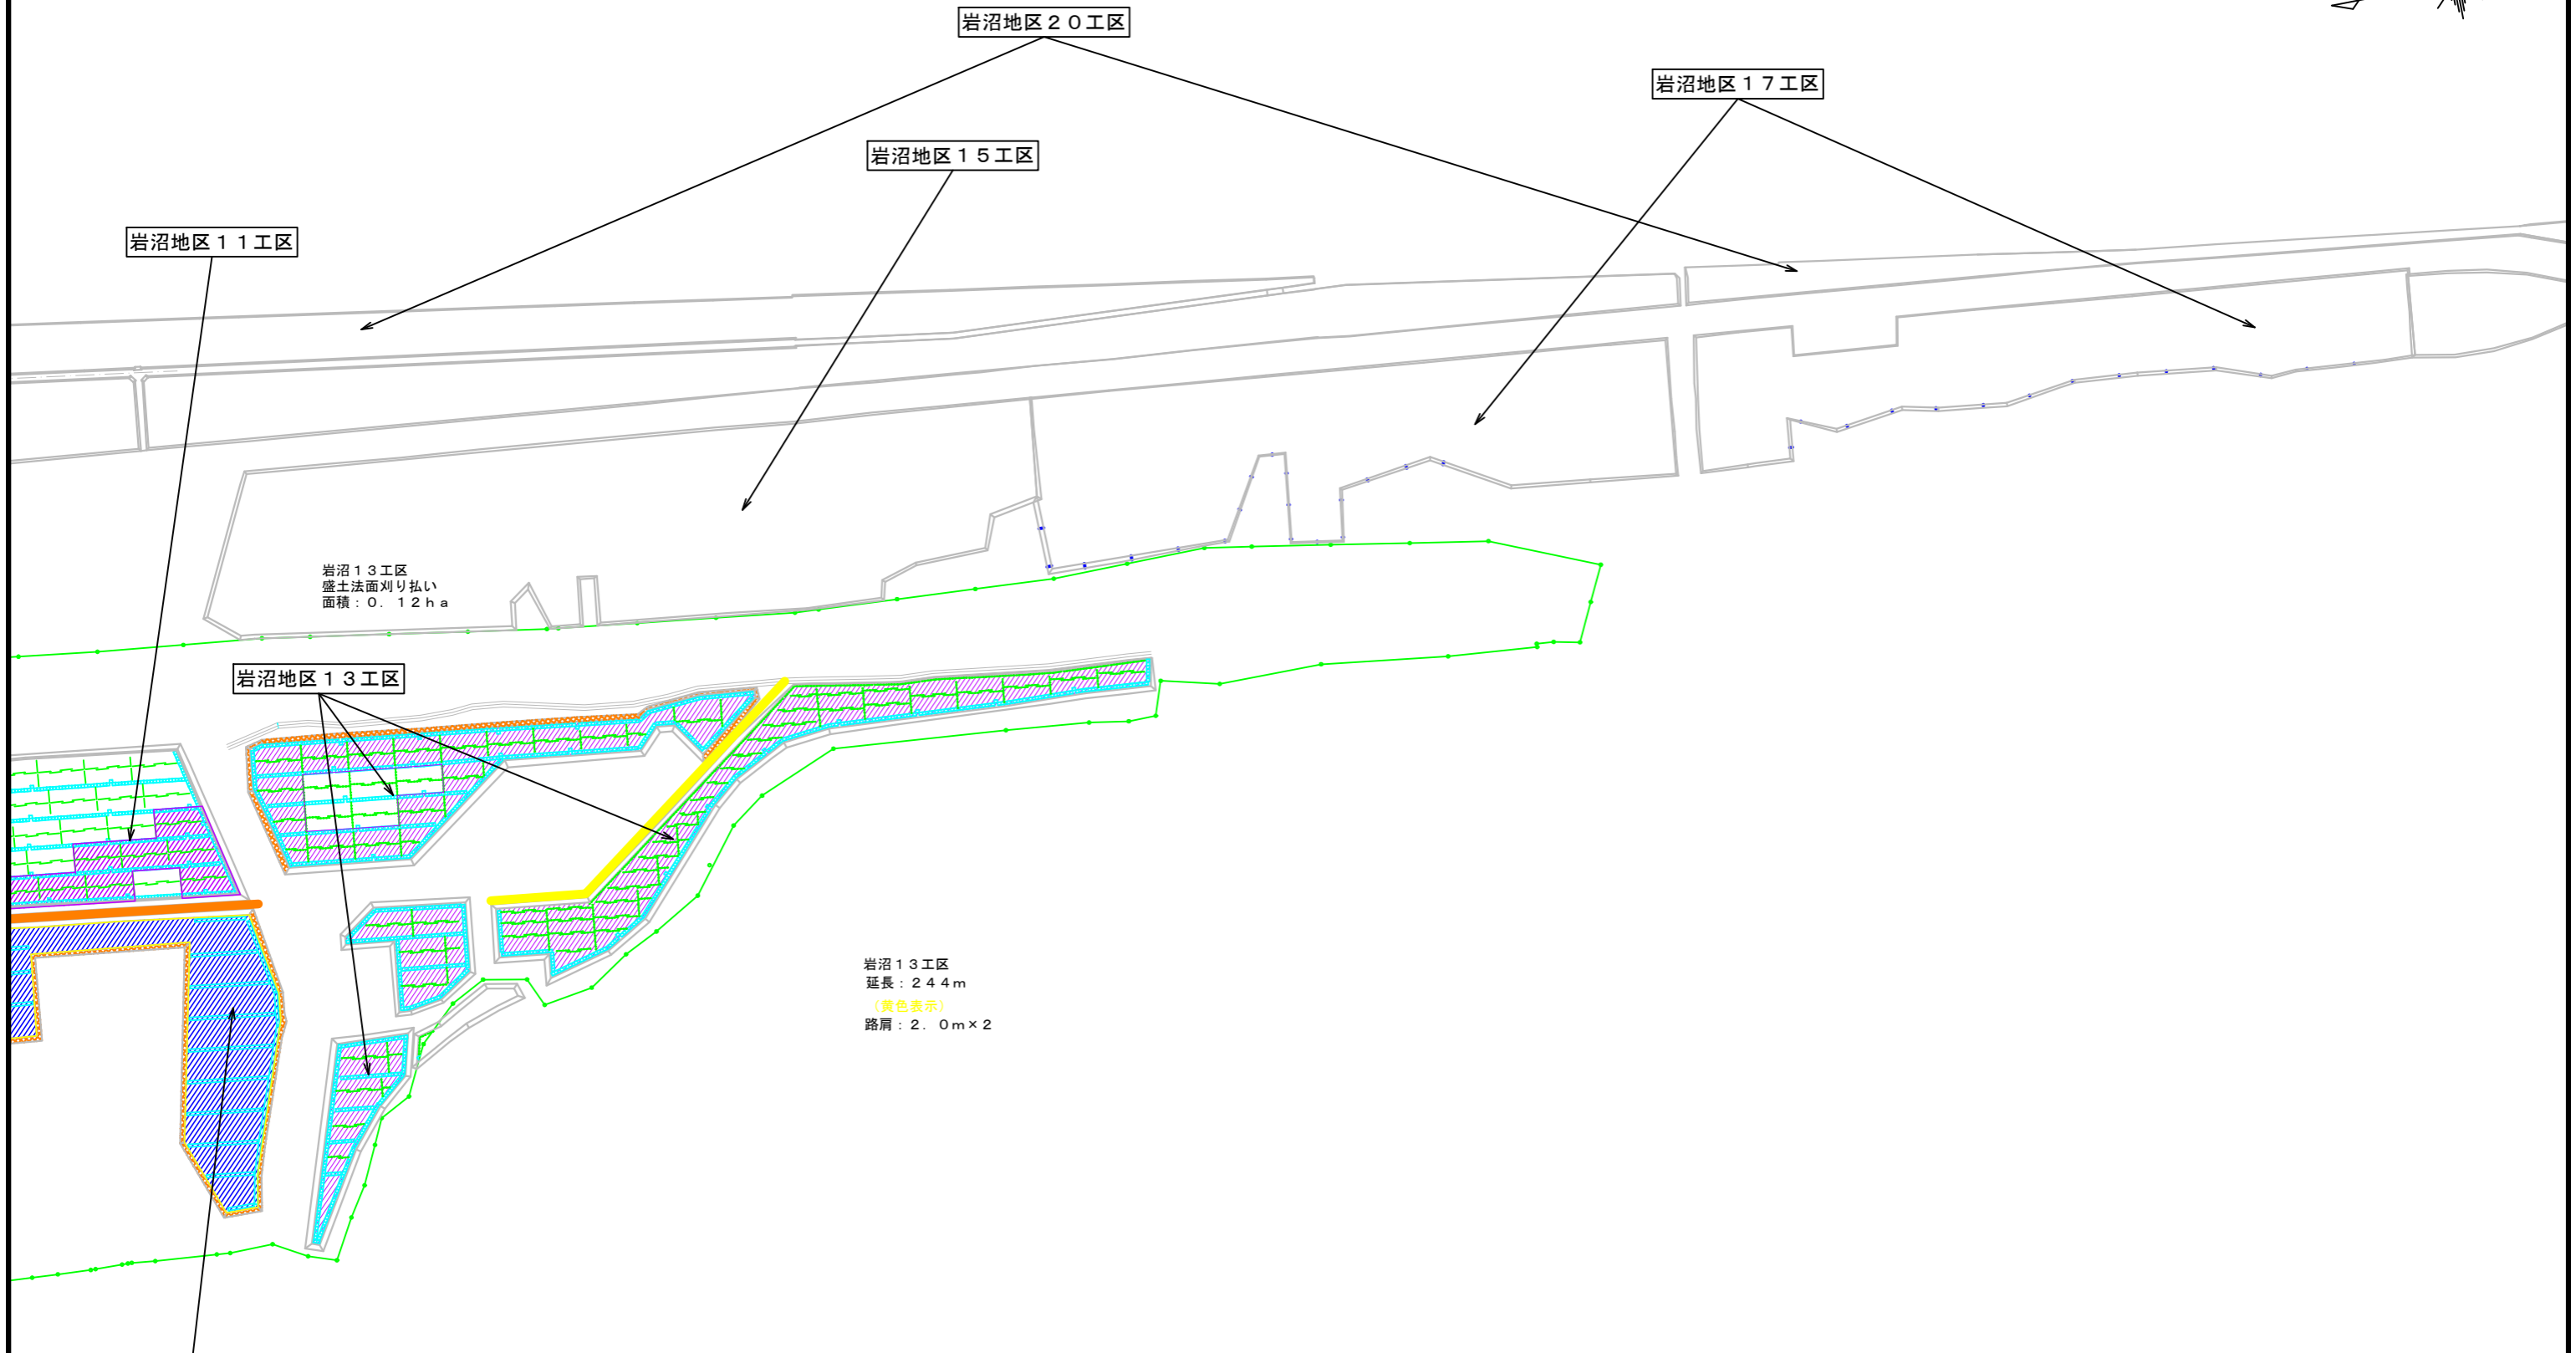 岩沼地区２０工区
岩沼地区１７工区
岩沼地区１５工区
岩沼地区１１工区
岩沼１３工区
盛土法面刈り払い
面積：０．１２ｈａ
岩沼地区１３工区
岩沼１３工区
延長：２４４ｍ
（黄色表示）
路肩：２．０ｍ×２